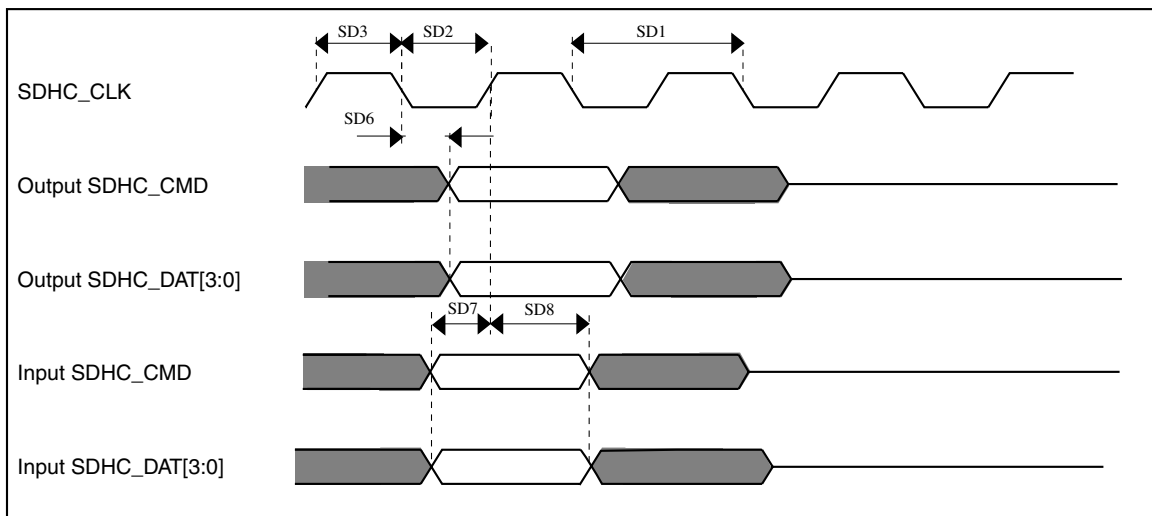 SD3 SD2 SD1
SDHC_CLK
SD6
Output SDHC_CMD
Output SDHC_DAT[3:0]
SD7 SD8
Input SDHC_CMD
Input SDHC_DAT[3:0]